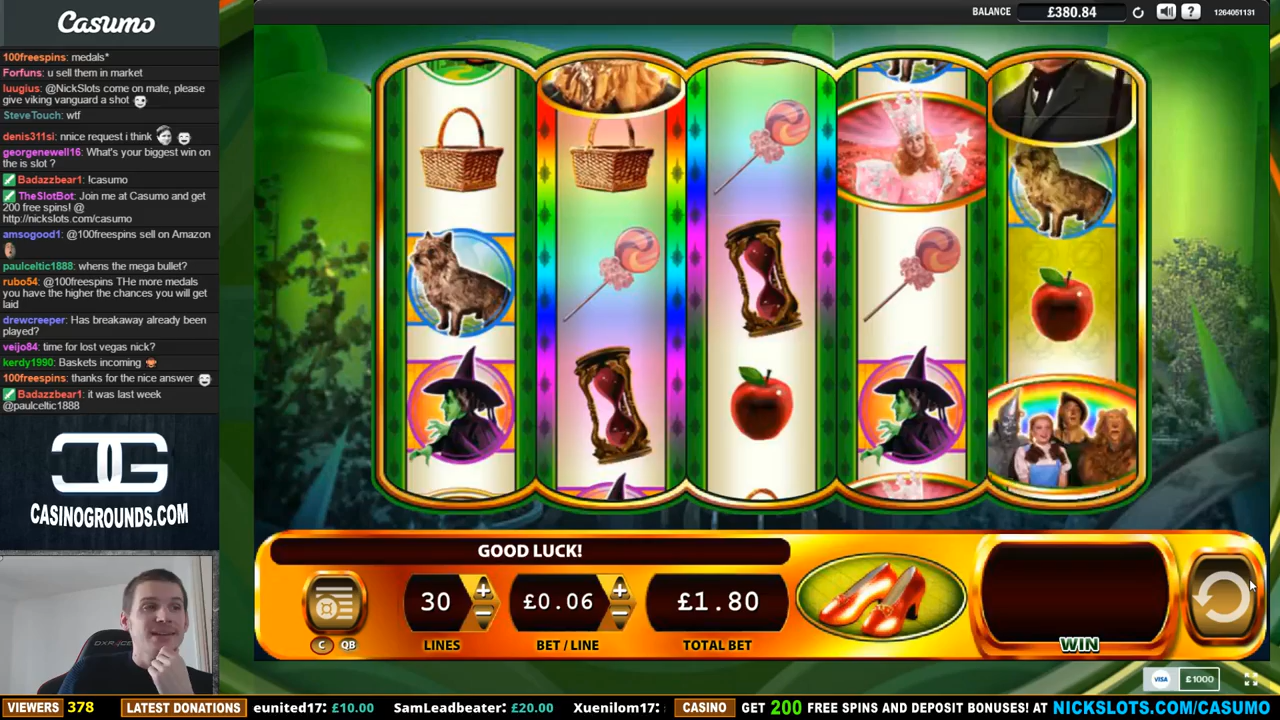 Casumo
100freespins: medals*
Forfuns: u sell them in market
luugius: @NickSlots come on mate, please
give viking vanguard a shot
SteveTouch: wtf
denis311si: nnice request i think
georgenewell16: What's your biggest win on
the is slot ?
Badazzbear1: !casumo
TheSlotBot: Join me at Casumo and get
200 free spins! @
http://nickslots.com/casumo
amsogood1: @100freespins sell on Amazon
paulceltic1888: whens the mega bullet?
rubo54: @100freespins THe more medals
you have the higher the chances you will get
laid
drewcreeper: Has breakaway already been
played?
veijo84: time for lost vegas nick?
kerdy1990: Baskets incoming
100freespins: thanks for the nice answer
Badazzbear1: it was last week
@paulceltic1888
CASINOGROUNDS.COM
DXRACER
BALANCE £380.84 ? 1264051131
GOOD LUCK!
30 + £0.06 + £1.80
C QB LINES BET/LINE TOTAL BET WIN
VISA £1000
VIEWERS 378 LATEST DONATIONS eunited17: £10.00 SamLeadbeater: £20.00 Xuenilom17: CASINO GET 200 FREE SPINS AND DEPOSIT BONUSES! AT NICKSLOTS.COM/CASUMO